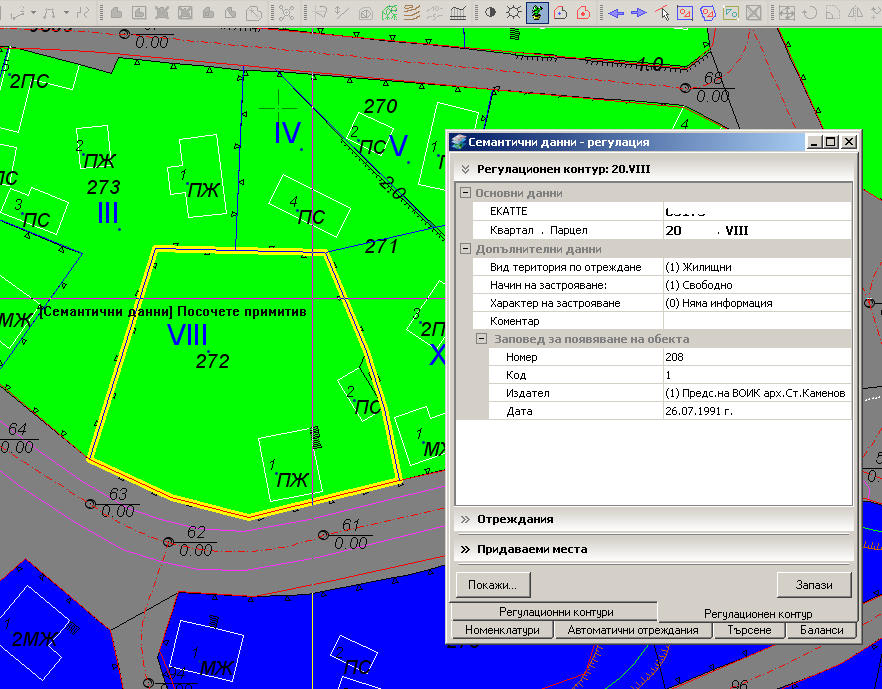 0.00
2ПС
1.0
68
0.00
270
4
IV.
2
ПС
V.
2
ПЖ
273
1
ПЖ
2.0
3
ПС
III.
4
ПС
271
МЖ
[Семантични данни] Посочете примитив
VIII
272
3
2П
X
2
ПС
1
МЖ
64
0.00
1
ПЖ
63
0.00
62
0.00
61
0.00
2МЖ
1
МЖ
ПС
96
Семантични данни - регулация
Регулационен контур: 20.VIII
Основни данни
ЕКАТТЕ
Квартал . Парцел 20 . VIII
Допълнителни данни
Вид територия по отреждане (1) Жилищни
Начин на застрояване: (1) Свободно
Характер на застрояване (0) Няма информация
Коментар
Заповед за появяване на обекта
Номер 208
Код 1
Издател (1) Предс.на ВОИК арх.Ст.Каменов
Дата 26.07.1991 г.
Отреждания
Придаваеми места
Покажи... Запази
Регулационни контури Регулационен контур
Номенклатури Автоматични отреждания Търсене Баланси